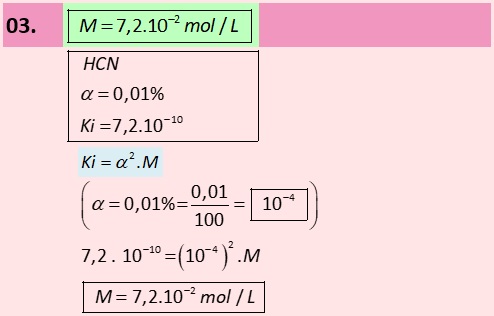 03. M = 7,2.10⁻² mol / L
HCN
α = 0,01%
Ki = 7,2.10⁻¹⁰
Ki = α².M
(α = 0,01% = 0,01/100 = 10⁻⁴)
7,2 . 10⁻¹⁰ = (10⁻⁴)².M
M = 7,2.10⁻² mol / L